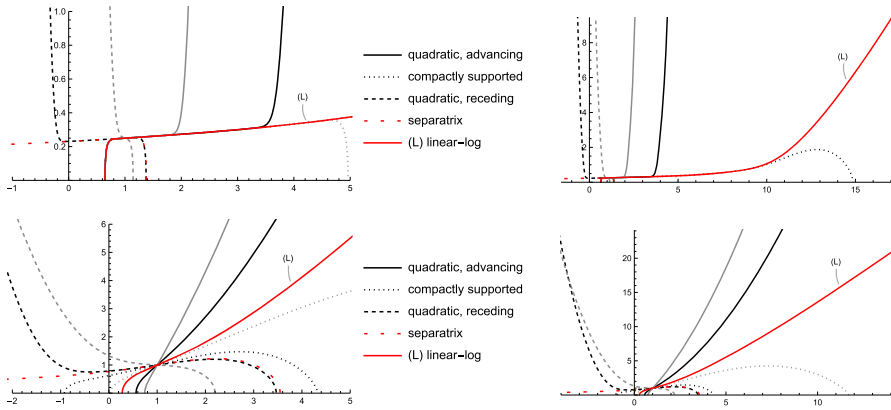 1.0
0.8
0.6
0.4
0.2
−1 0 1 2 3 4 5
(L)
quadratic, advancing
compactly supported
quadratic, receding
separatrix
(L) linear−log
8
6
4
2
0 5 10 15
(L)
6
5
4
3
2
1
−2 −1 0 1 2 3 4 5
(L)
quadratic, advancing
compactly supported
quadratic, receding
separatrix
(L) linear−log
20
15
10
5
0 5 10
(L)